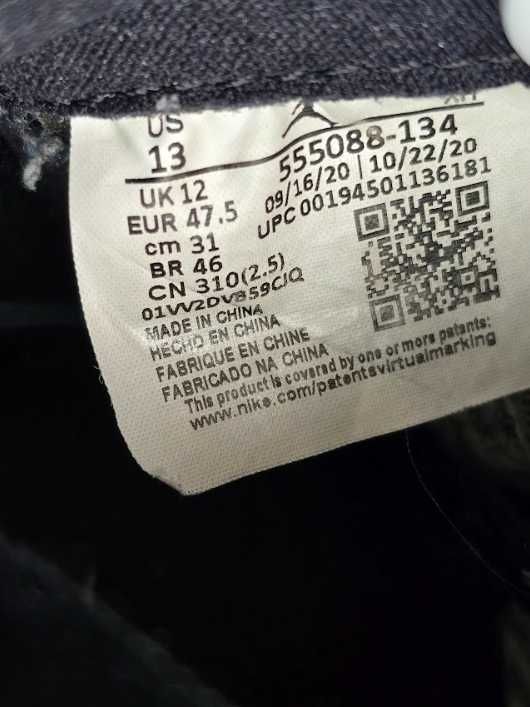 US
13
UK 12
EUR 47.5
cm 31
BR 46
CN 310(2.5)
555088-134
09/16/20 | 10/22/20
UPC 00194501136181
MADE IN CHINA
HECHO EN CHINA
FABRIQUE EN CHINE
FABRICADO NA CHINA
This product is covered by one or more patents:
www.nike.com/patentsvirtualmarking